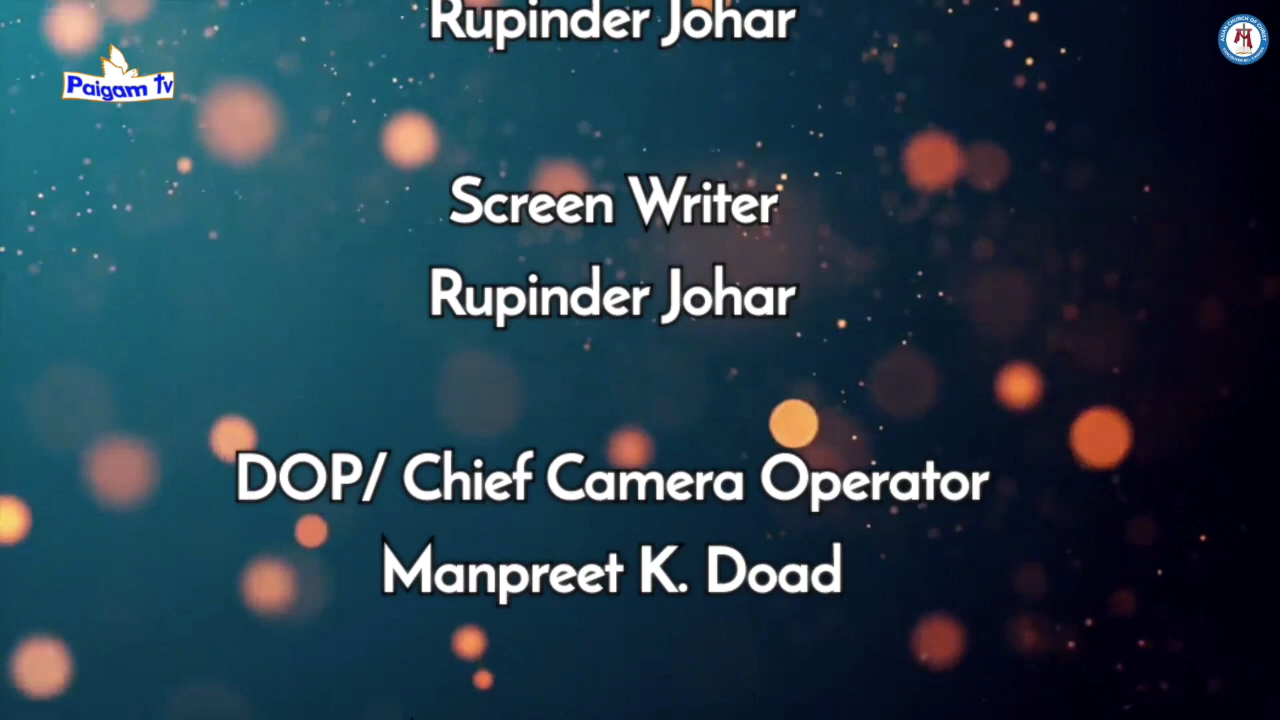 Rupinder Johar
Paigam Tv
Screen Writer
Rupinder Johar
DOP/ Chief Camera Operator
Manpreet K. Doad